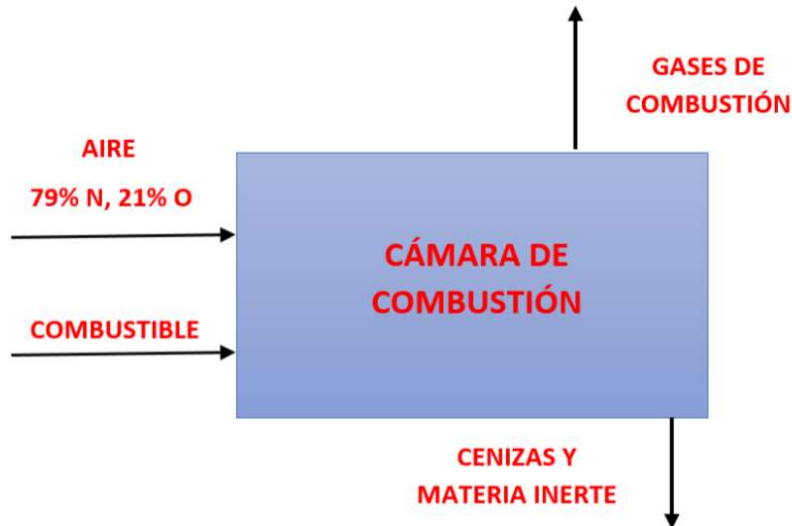 GASES DE
COMBUSTIÓN
AIRE
79% N, 21% O
CÁMARA DE
COMBUSTIÓN
COMBUSTIBLE
CENIZAS Y
MATERIA INERTE